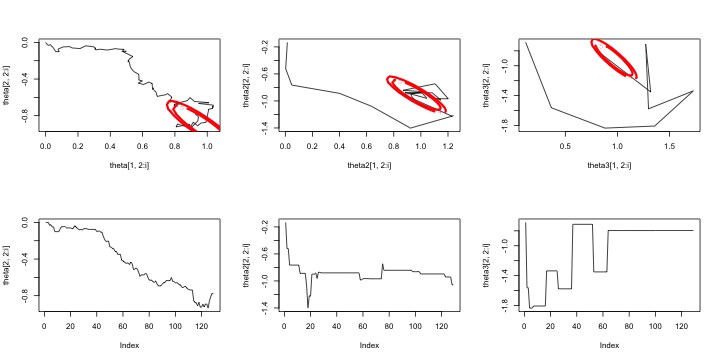 theta[2, 2:i]
0.0
-0.4
-0.8
0.0 0.2 0.4 0.6 0.8 1.0
theta[1, 2:i]
theta2[2, 2:i]
-0.2
-0.6
-1.0
-1.4
0.0 0.2 0.4 0.6 0.8 1.0 1.2
theta2[1, 2:i]
theta3[2, 2:i]
-1.0
-1.4
-1.8
0.5 1.0 1.5
theta3[1, 2:i]
theta[2, 2:i]
0.0
-0.4
-0.8
0 20 40 60 80 100 120
Index
theta2[2, 2:i]
-0.2
-0.6
-1.0
-1.4
0 20 40 60 80 100 120
Index
theta3[2, 2:i]
-1.0
-1.4
-1.8
0 20 40 60 80 100 120
Index